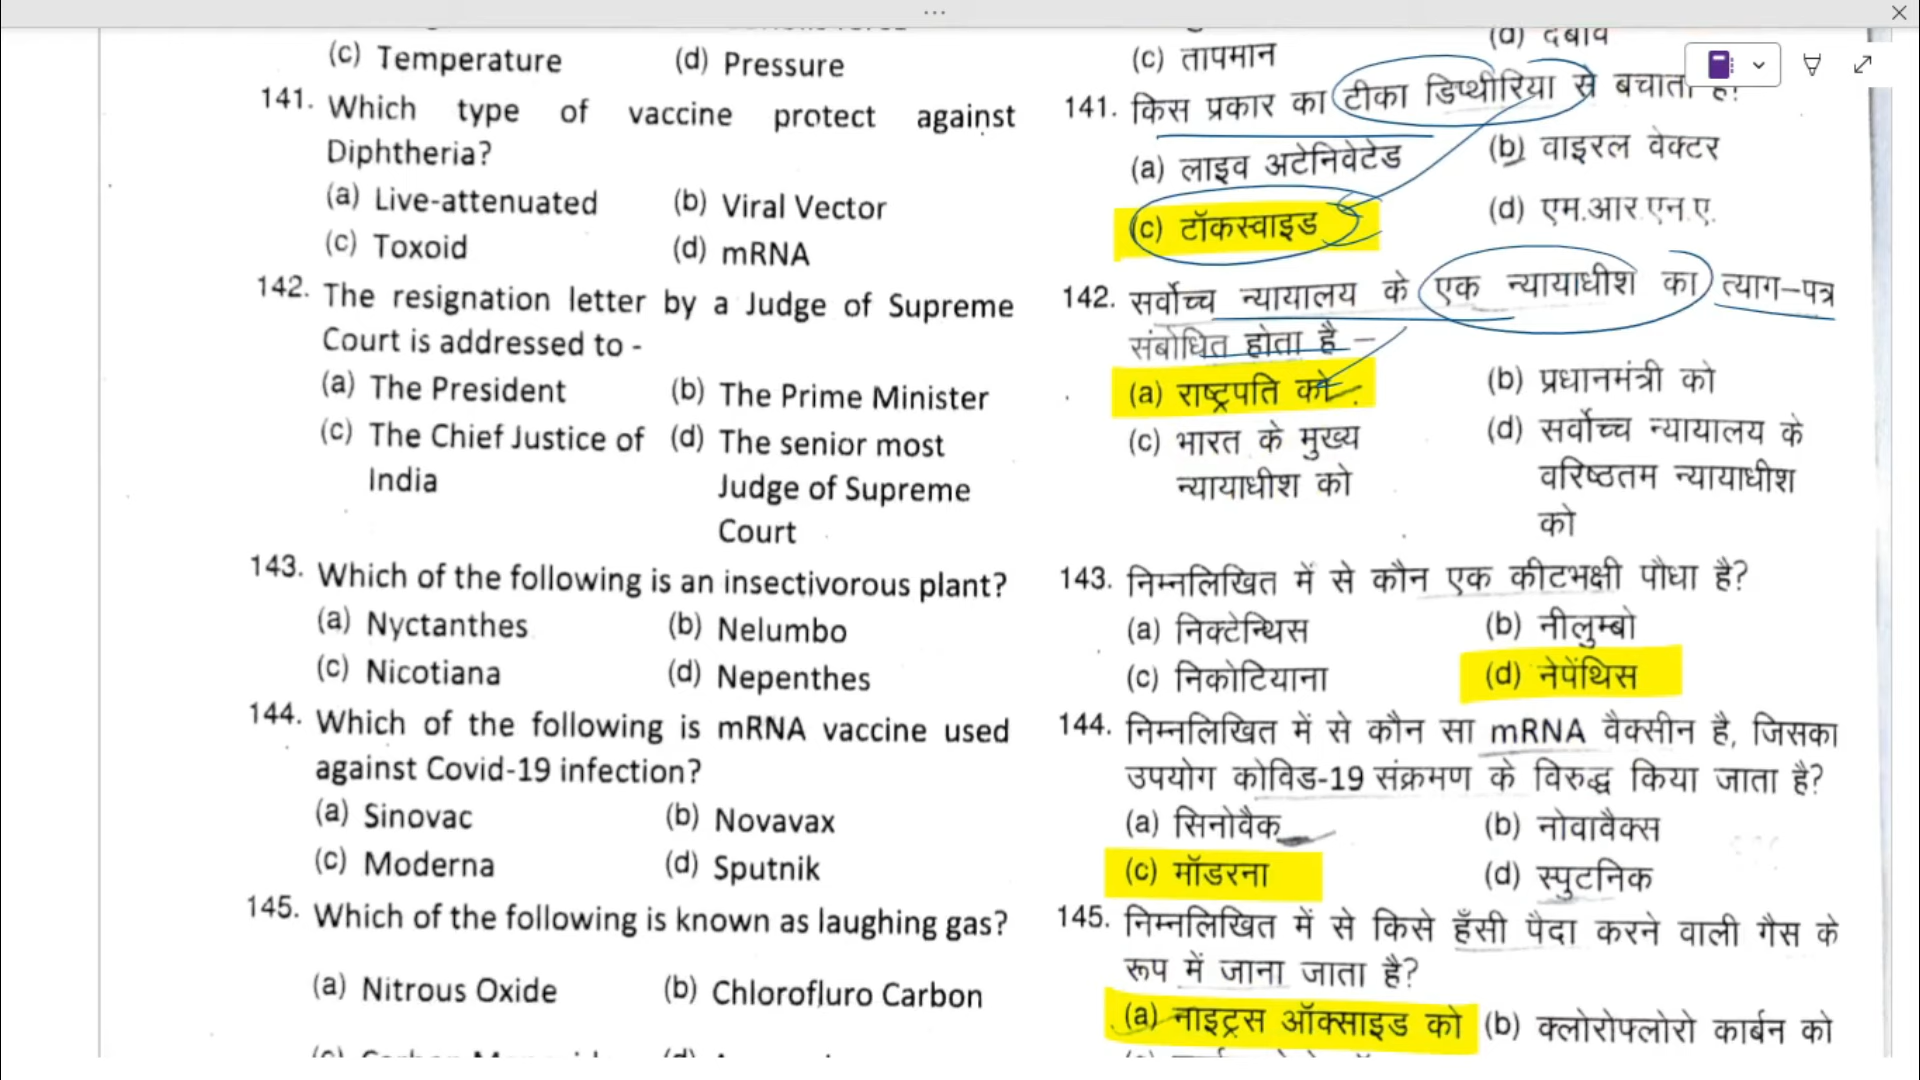 (c) Temperature (d) Pressure
141. Which type of vaccine protect against
Diphtheria?
(a) Live-attenuated (b) Viral Vector
(c) Toxoid (d) mRNA
142. The resignation letter by a Judge of Supreme
Court is addressed to -
(a) The President (b) The Prime Minister
(c) The Chief Justice of (d) The senior most
India Judge of Supreme
Court
143. Which of the following is an insectivorous plant?
(a) Nyctanthes (b) Nelumbo
(c) Nicotiana (d) Nepenthes
144. Which of the following is mRNA vaccine used
against Covid-19 infection?
(a) Sinovac (b) Novavax
(c) Moderna (d) Sputnik
145. Which of the following is known as laughing gas?
(a) Nitrous Oxide (b) Chlorofluro Carbon
(c) तापमान (d) दबाव
141. किस प्रकार का टीका डिप्थीरिया से बचाता है?
(a) लाइव अटेनिवेटेड (b) वाइरल वेक्टर
(c) टॉकस्वाइड (d) एम.आर.एन.ए.
142. सर्वोच्च न्यायालय के एक न्यायाधीश का त्याग-पत्र
संबोधित होता है –
(a) राष्ट्रपति को (b) प्रधानमंत्री को
(c) भारत के मुख्य (d) सर्वोच्च न्यायालय के
न्यायाधीश को वरिष्ठतम न्यायाधीश
को
143. निम्नलिखित में से कौन एक कीटभक्षी पौधा है?
(a) निक्टेन्थिस (b) नीलुम्बो
(c) निकोटियाना (d) नेपेंथिस
144. निम्नलिखित में से कौन सा mRNA वैक्सीन है, जिसका
उपयोग कोविड-19 संक्रमण के विरुद्ध किया जाता है?
(a) सिनोवैक (b) नोवावैक्स
(c) मॉडरना (d) स्पुटनिक
145. निम्नलिखित में से किसे हँसी पैदा करने वाली गैस के
रूप में जाना जाता है?
(a) नाइट्रस ऑक्साइड को (b) क्लोरोफ्लोरो कार्बन को